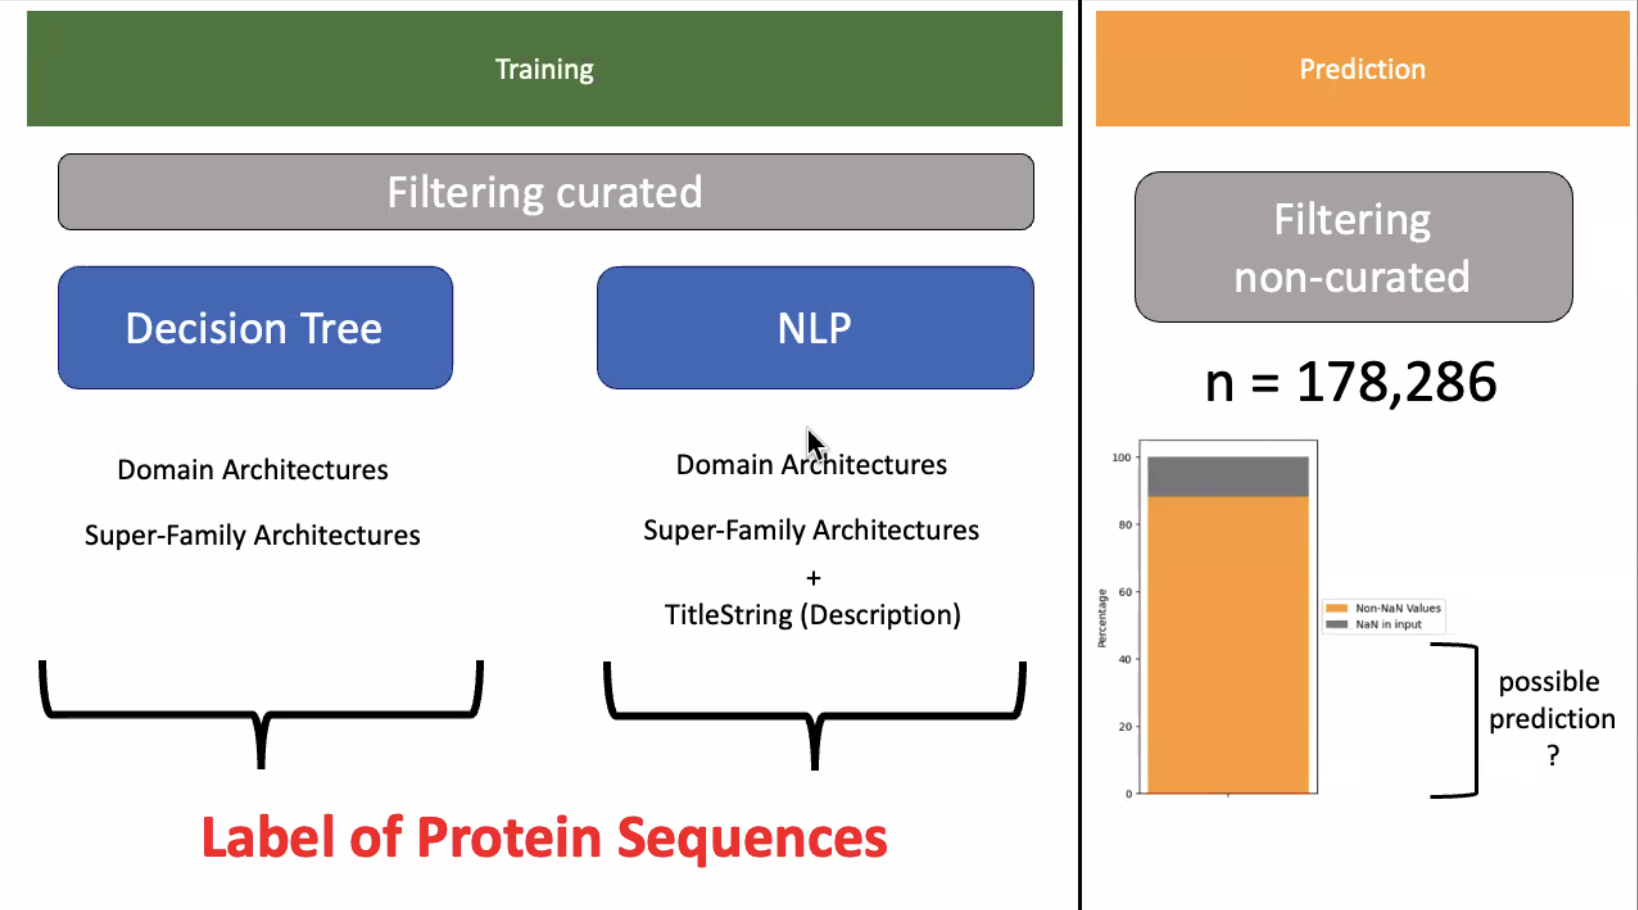 Training
Filtering curated
Decision Tree
NLP
Domain Architectures
Super-Family Architectures
Domain Architectures
Super-Family Architectures
+
TitleString (Description)
Label of Protein Sequences
Prediction
Filtering
non-curated
n = 178,286
100
80
60
40
20
0
Percentage
Non-NaN Values
NaN in input
possible
prediction
?